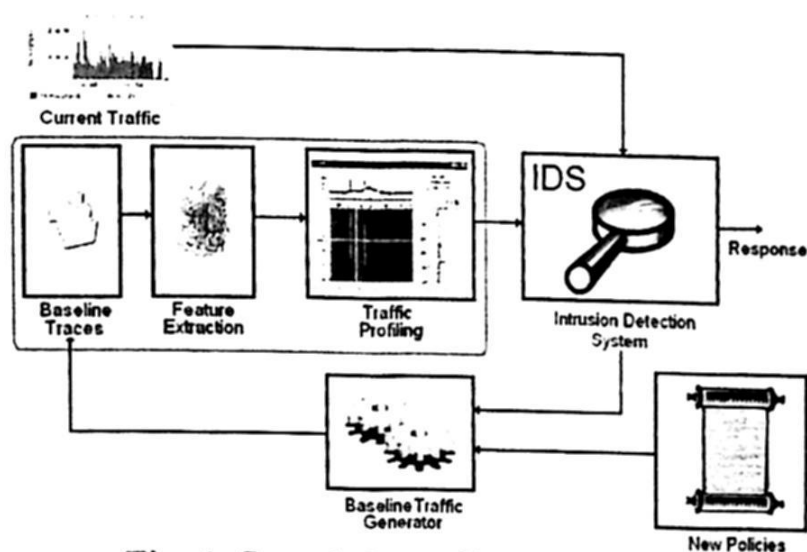 Current Traffic
IDS
Response
Baseline
Traces
Feature
Extraction
Traffic
Profiling
Intrusion Detection
System
Baseline Traffic
Generator
New Policies